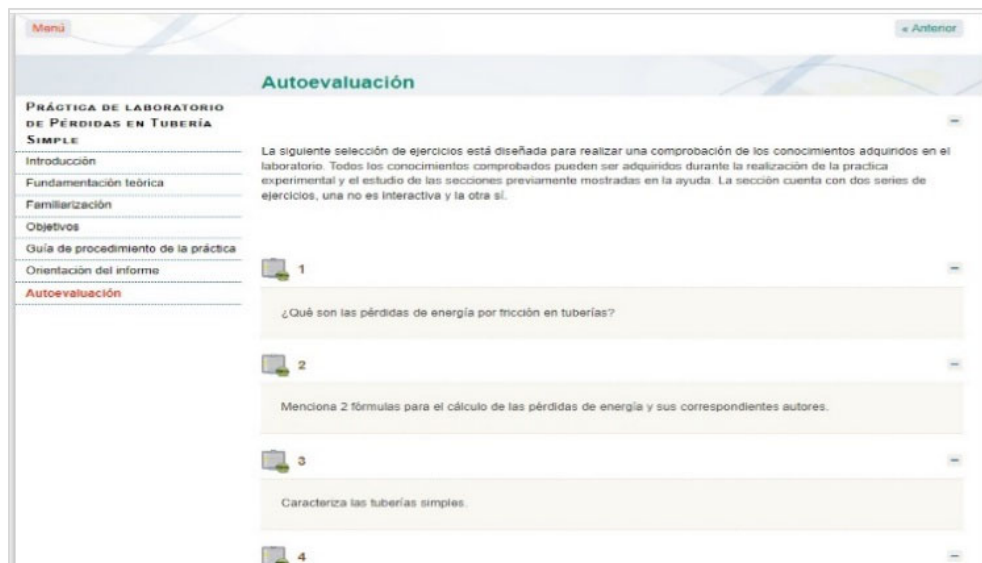 Menú
« Anterior
Autoevaluación
PRÁCTICA DE LABORATORIO
DE PÉRDIDAS EN TUBERÍA
SIMPLE
Introducción
Fundamentación teórica
Familiarización
Objetivos
Guía de procedimiento de la práctica
Orientación del informe
Autoevaluación
La siguiente selección de ejercicios está diseñada para realizar una comprobación de los conocimientos adquiridos en el
laboratorio. Todos los conocimientos comprobados pueden ser adquiridos durante la realización de la practica
experimental y el estudio de las secciones previamente mostradas en la ayuda. La sección cuenta con dos series de
ejercicios, una no es interactiva y la otra sí.
1
¿Qué son las pérdidas de energía por fricción en tuberías?
2
Menciona 2 fórmulas para el cálculo de las pérdidas de energía y sus correspondientes autores.
3
Caracteriza las tuberías simples.
4